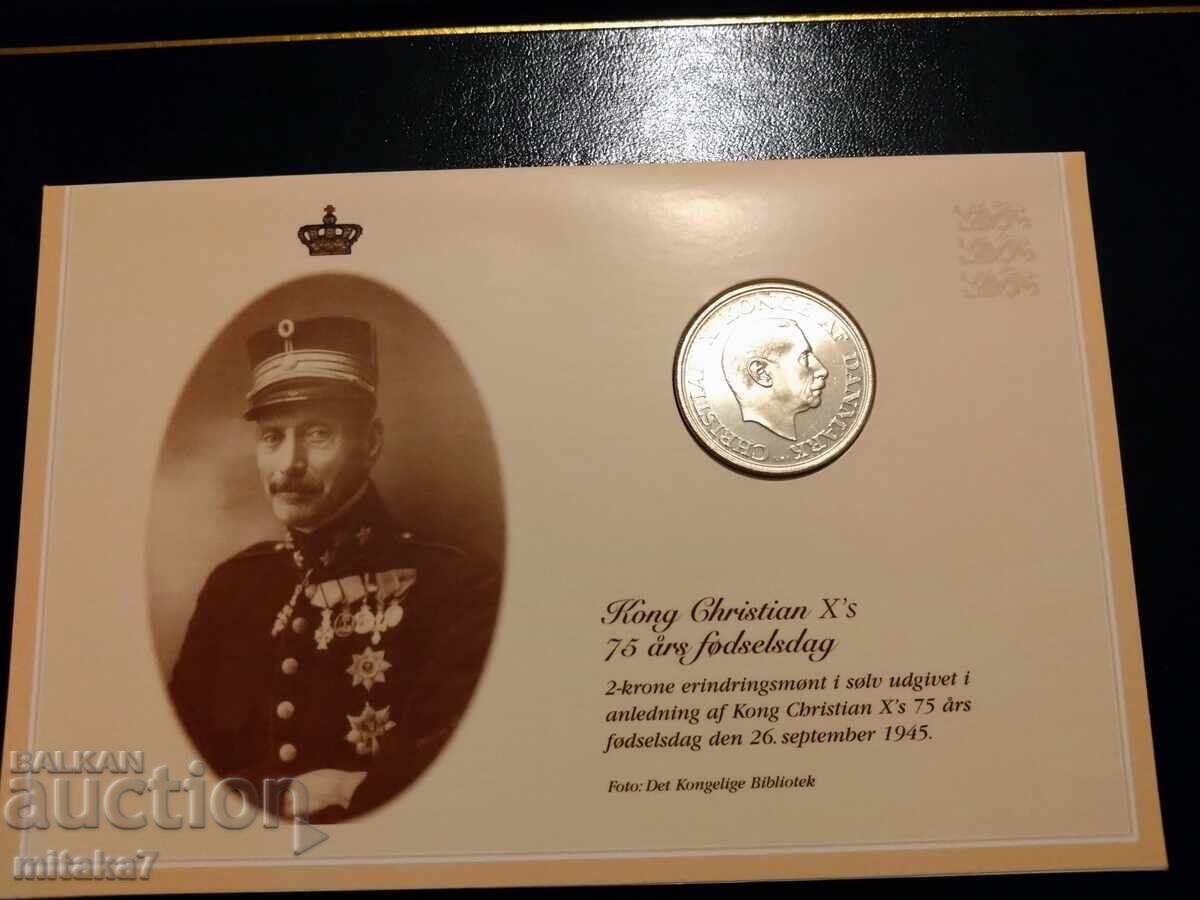 CHRISTIAN X KONGE AF DANMARK
Kong Christian X's
75 års fødselsdag
2-krone erindringsmønt i sølv udgivet i
anledning af Kong Christian X's 75 års
fødselsdag den 26. september 1945.
Foto: Det Kongelige Bibliotek
BALKAN
auction
mitaka7